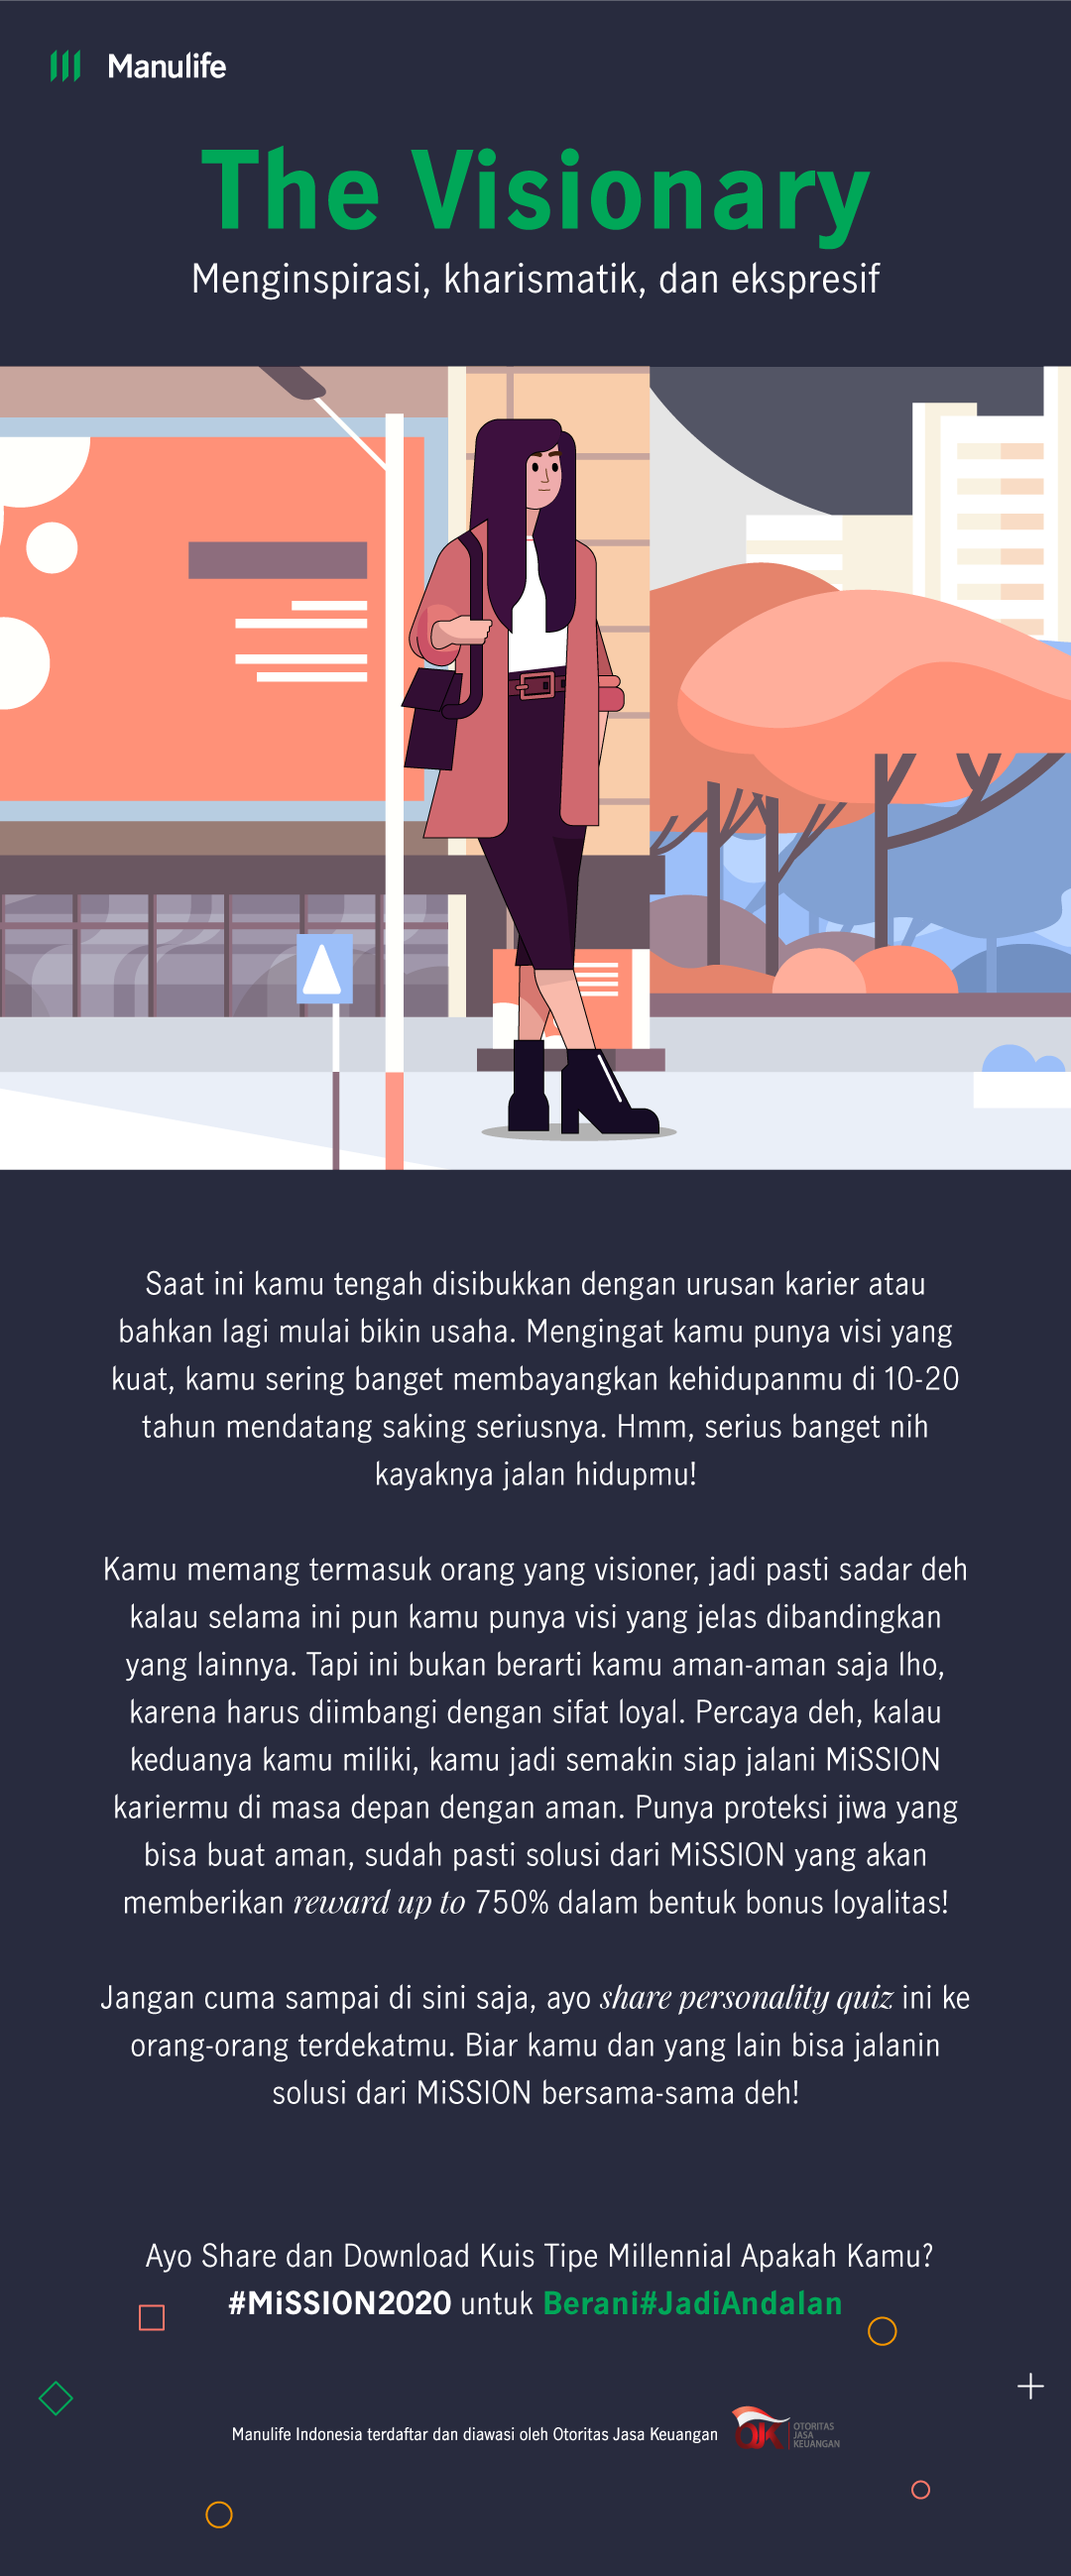 Manulife
The Visionary
Menginspirasi, kharismatik, dan ekspresif
Saat ini kamu tengah disibukkan dengan urusan karier atau
bahkan lagi mulai bikin usaha. Mengingat kamu punya visi yang
kuat, kamu sering banget membayangkan kehidupanmu di 10-20
tahun mendatang saking seriusnya. Hmm, serius banget nih
kayaknya jalan hidupmu!
Kamu memang termasuk orang yang visioner, jadi pasti sadar deh
kalau selama ini pun kamu punya visi yang jelas dibandingkan
yang lainnya. Tapi ini bukan berarti kamu aman-aman saja lho,
karena harus diimbangi dengan sifat loyal. Percaya deh, kalau
keduanya kamu miliki, kamu jadi semakin siap jalani MiSSION
kariermu di masa depan dengan aman. Punya proteksi jiwa yang
bisa buat aman, sudah pasti solusi dari MiSSION yang akan
memberikan reward up to 750% dalam bentuk bonus loyalitas!
Jangan cuma sampai di sini saja, ayo share personality quiz ini ke
orang-orang terdekatmu. Biar kamu dan yang lain bisa jalanin
solusi dari MiSSION bersama-sama deh!
Ayo Share dan Download Kuis Tipe Millennial Apakah Kamu?
#MiSSION2020 untuk Berani#JadiAndalan
Manulife Indonesia terdaftar dan diawasi oleh Otoritas Jasa Keuangan
OJK
OTORITAS
JASA
KEUANGAN